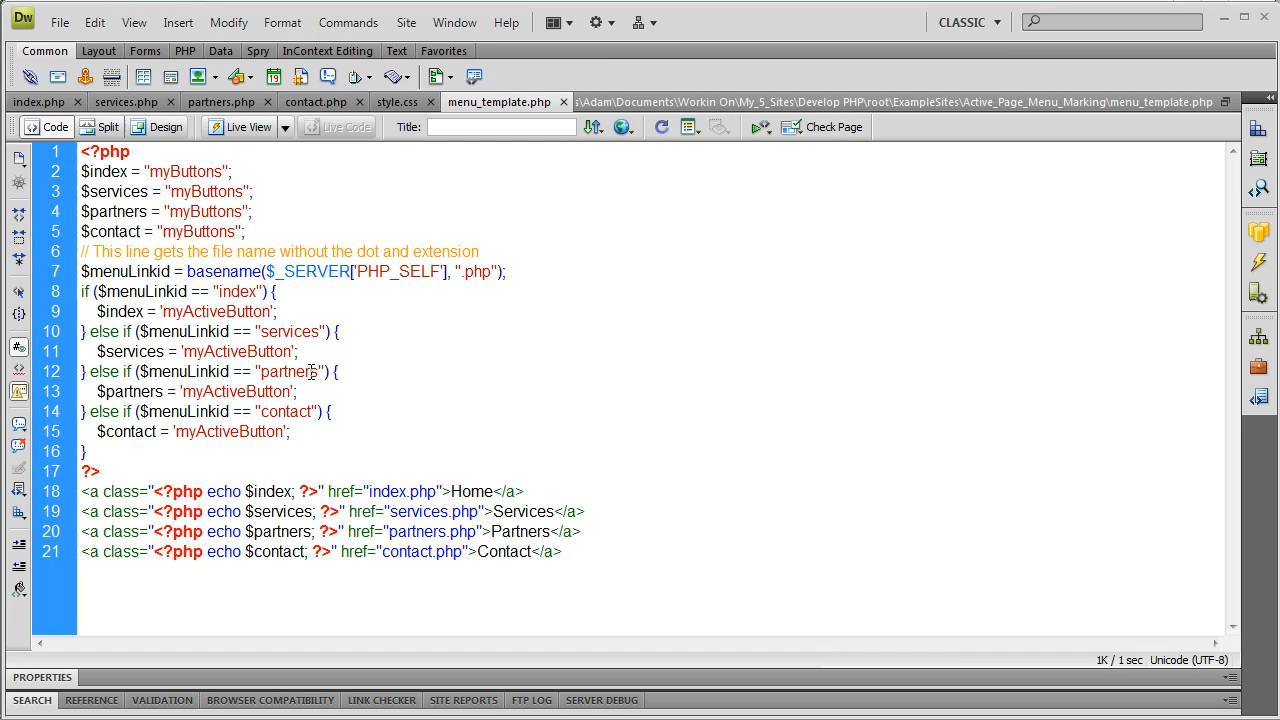 Dw File Edit View Insert Modify Format Commands Site Window Help CLASSIC
Common Layout Forms PHP Data Spry InContext Editing Text Favorites
index.php services.php partners.php contact.php style.css menu_template.php s\Adam\Documents\Workin On\My_5_Sites\Develop PHP\root\ExampleSites\Active_Page_Menu_Marking\menu_template.php
Code Split Design Live View Live Code Title: Check Page
1 <?php
2 $index = "myButtons";
3 $services = "myButtons";
4 $partners = "myButtons";
5 $contact = "myButtons";
6 // This line gets the file name without the dot and extension
7 $menuLinkid = basename($_SERVER['PHP_SELF'], ".php");
8 if ($menuLinkid == "index") {
9 $index = 'myActiveButton';
10 } else if ($menuLinkid == "services") {
11 $services = 'myActiveButton';
12 } else if ($menuLinkid == "partners") {
13 $partners = 'myActiveButton';
14 } else if ($menuLinkid == "contact") {
15 $contact = 'myActiveButton';
16 }
17 ?>
18 <a class="<?php echo $index; ?>" href="index.php">Home</a>
19 <a class="<?php echo $services; ?>" href="services.php">Services</a>
20 <a class="<?php echo $partners; ?>" href="partners.php">Partners</a>
21 <a class="<?php echo $contact; ?>" href="contact.php">Contact</a>
1K / 1 sec Unicode (UTF-8)
PROPERTIES
SEARCH REFERENCE VALIDATION BROWSER COMPATIBILITY LINK CHECKER SITE REPORTS FTP LOG SERVER DEBUG